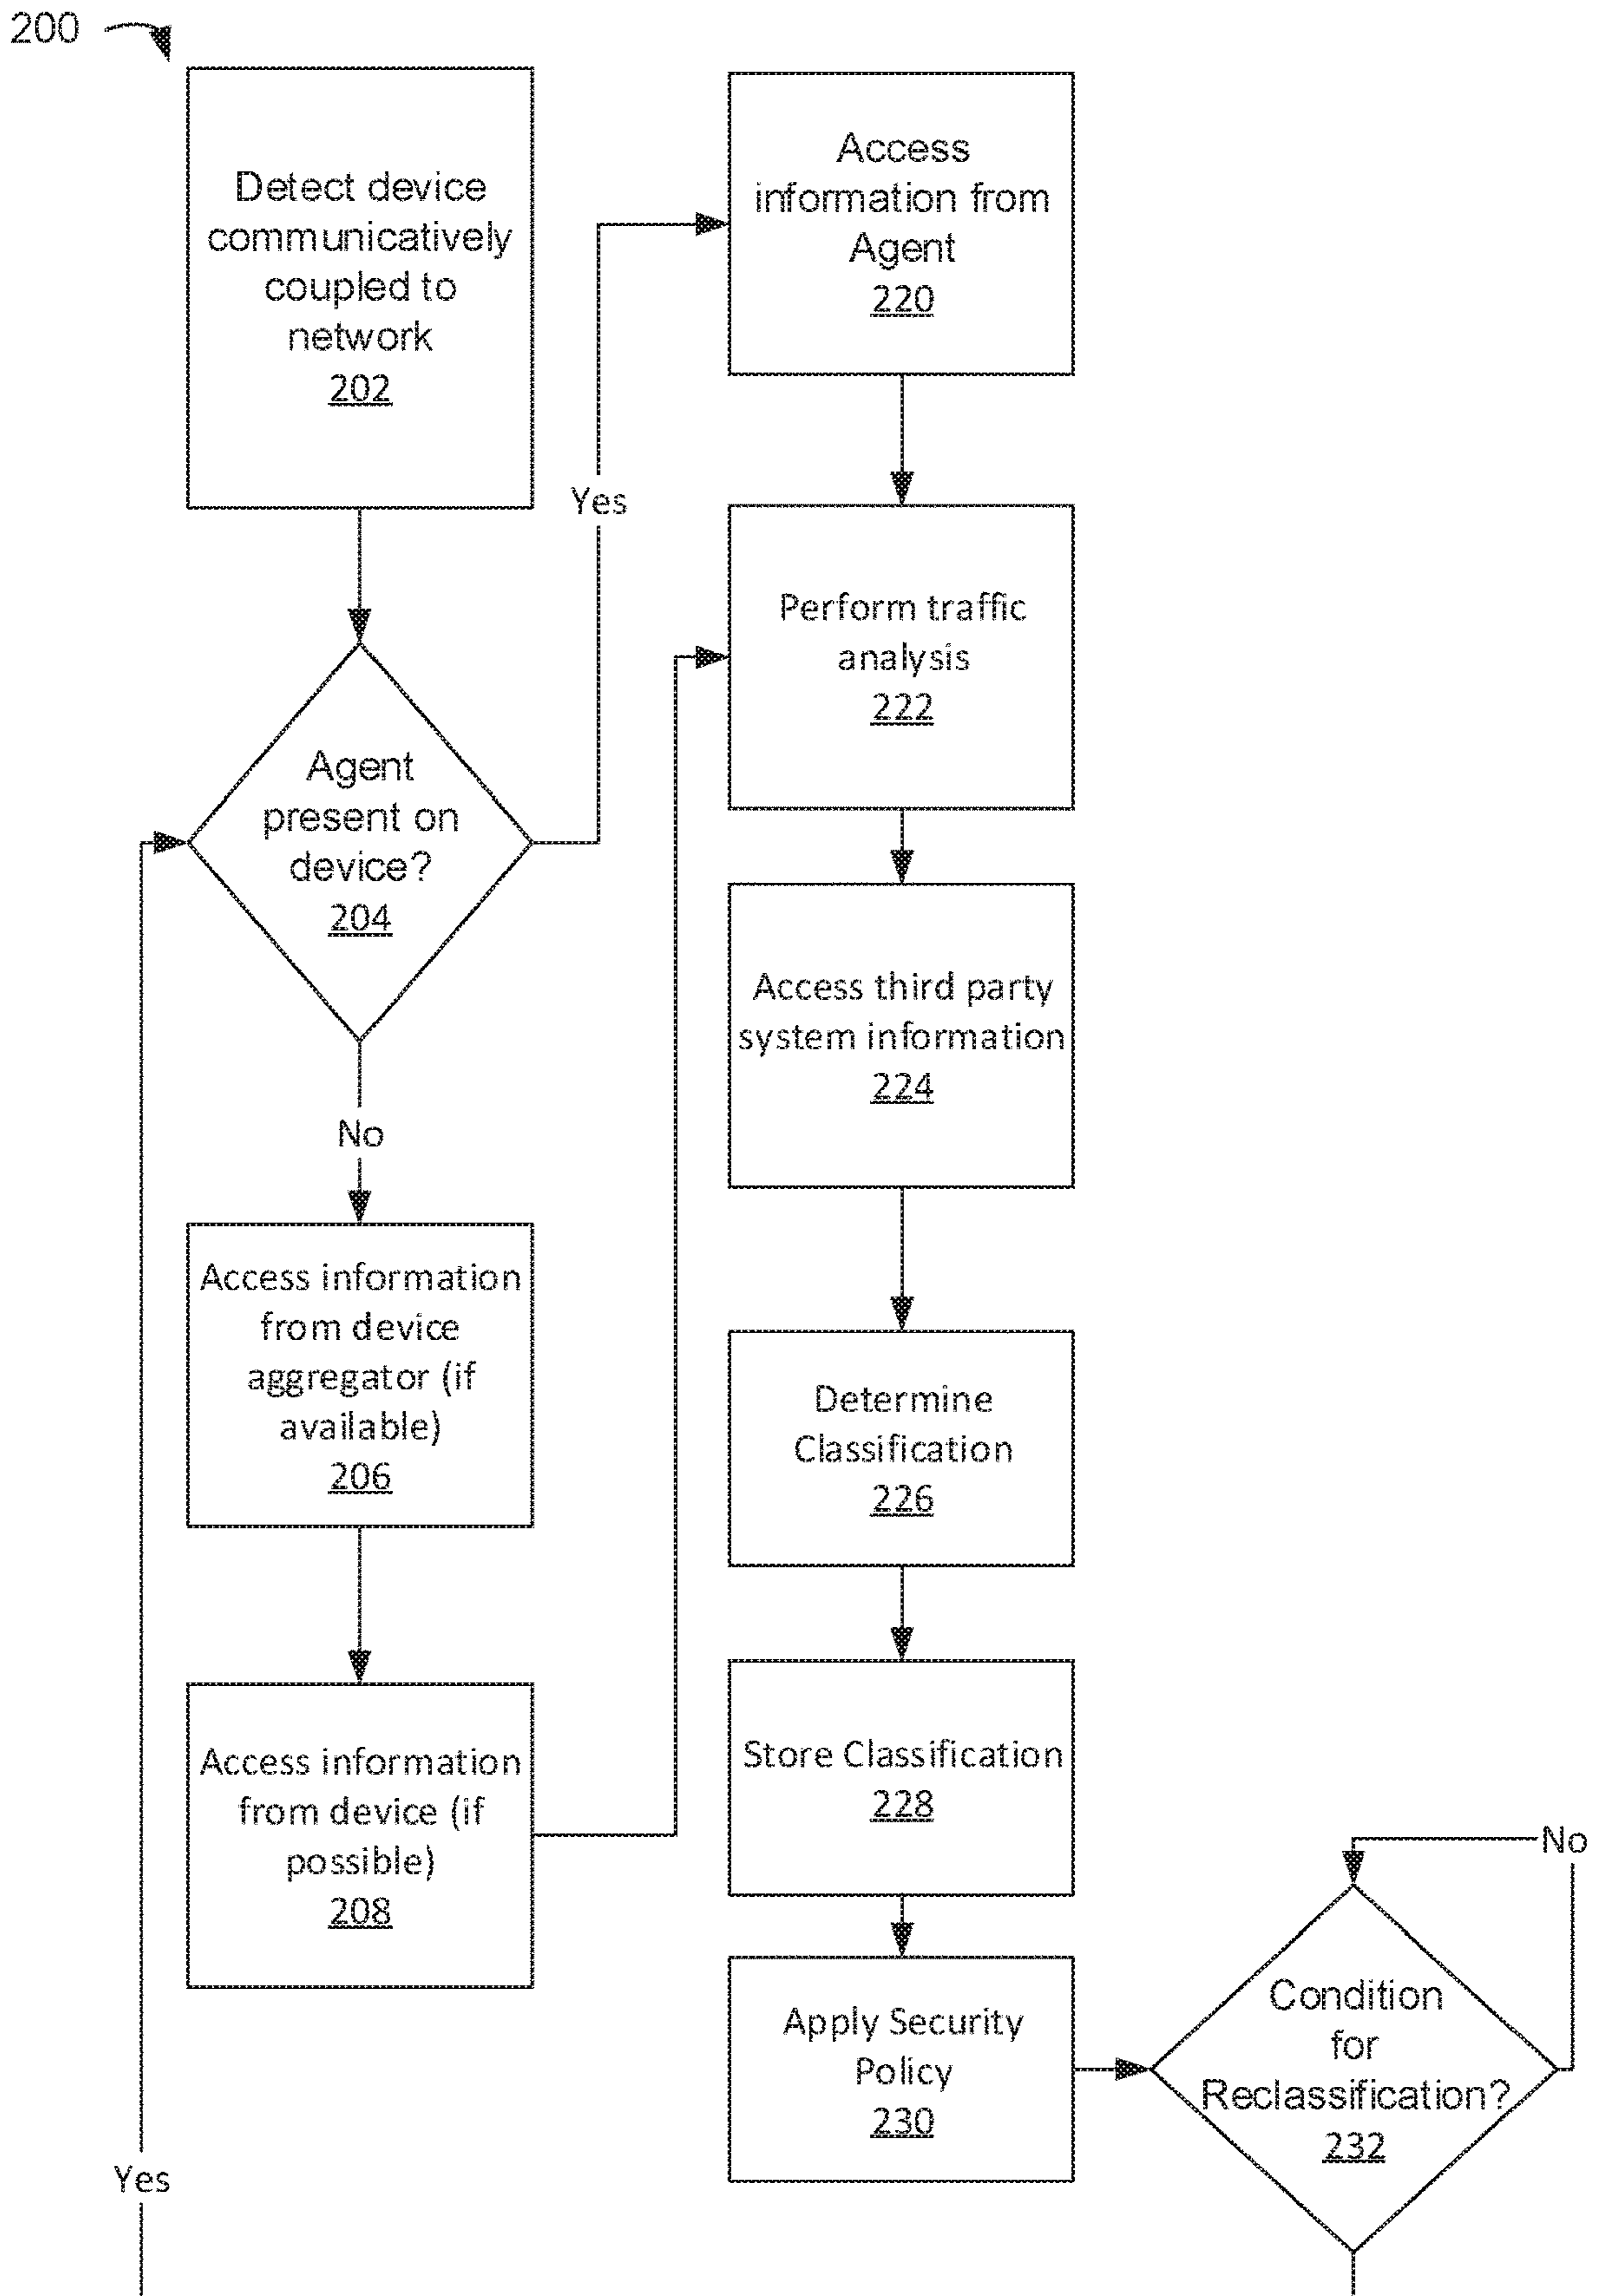 200
Detect device
communicatively
coupled to
network
202
Agent
present on
device?
204
Yes
No
Access information
from device
aggregator (if
available)
206
Access information
from device (if
possible)
208
Access
information from
Agent
220
Perform traffic
analysis
222
Access third party
system information
224
Determine
Classification
226
Store Classification
228
Apply Security
Policy
230
Condition
for
Reclassification?
232
No
Yes